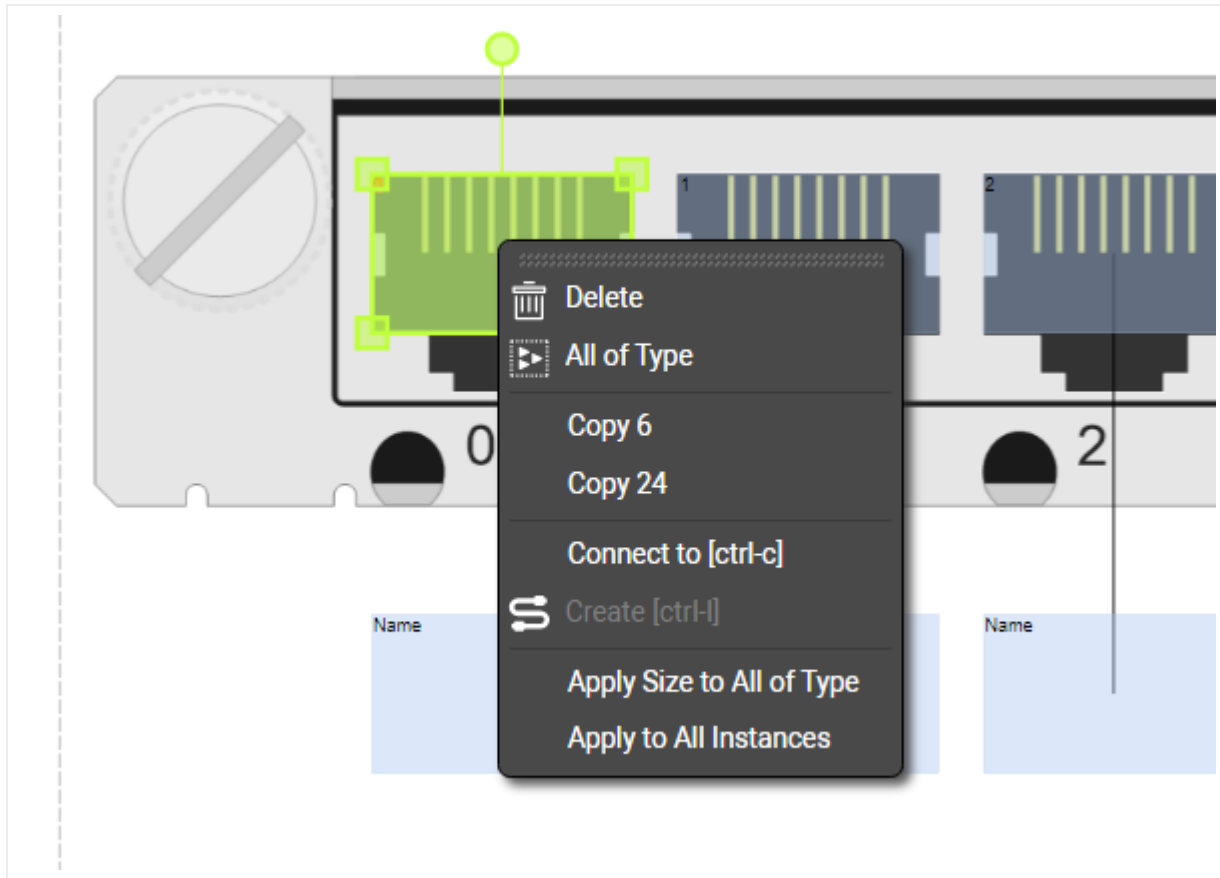 1
2
Delete
All of Type
0
Copy 6
2
Copy 24
Connect to [ctrl-c]
Create [ctrl-l]
Name
Name
Apply Size to All of Type
Apply to All Instances